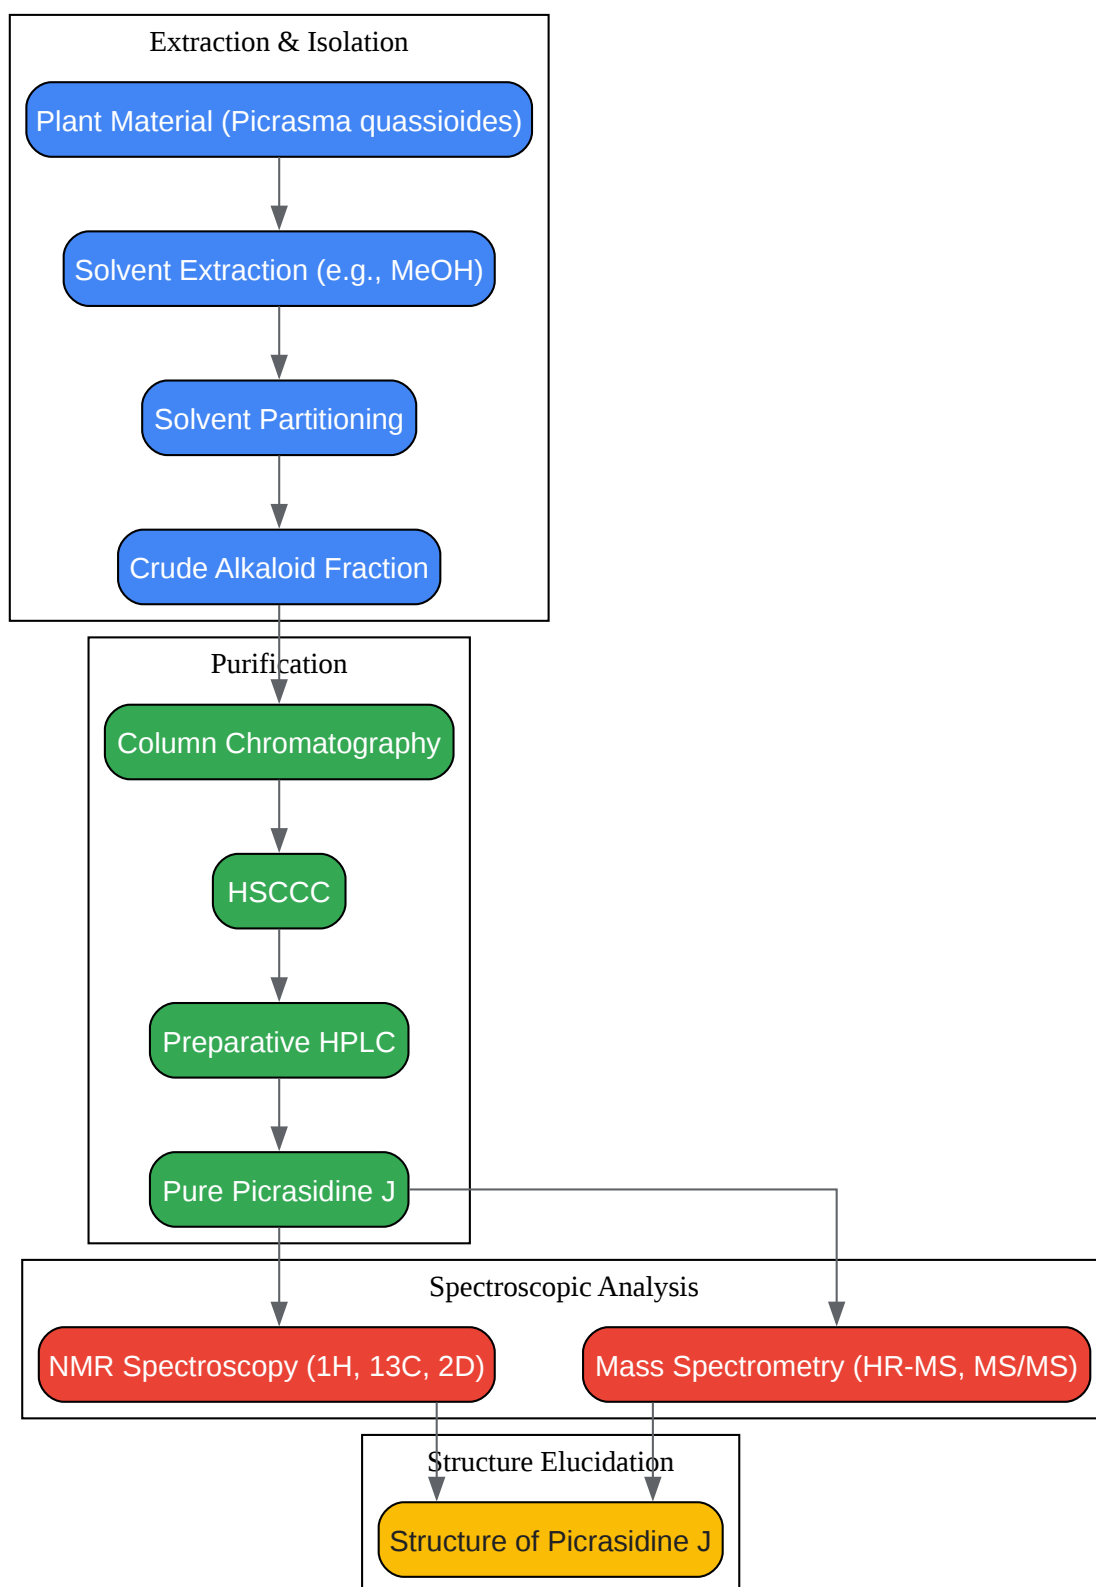 Extraction & Isolation
Plant Material (Picrasma quassioides)
Solvent Extraction (e.g., MeOH)
Solvent Partitioning
Crude Alkaloid Fraction
Purification
Column Chromatography
HSCCC
Preparative HPLC
Pure Picrasidine J
Spectroscopic Analysis
NMR Spectroscopy (1H, 13C, 2D)
Mass Spectrometry (HR-MS, MS/MS)
Structure Elucidation
Structure of Picrasidine J